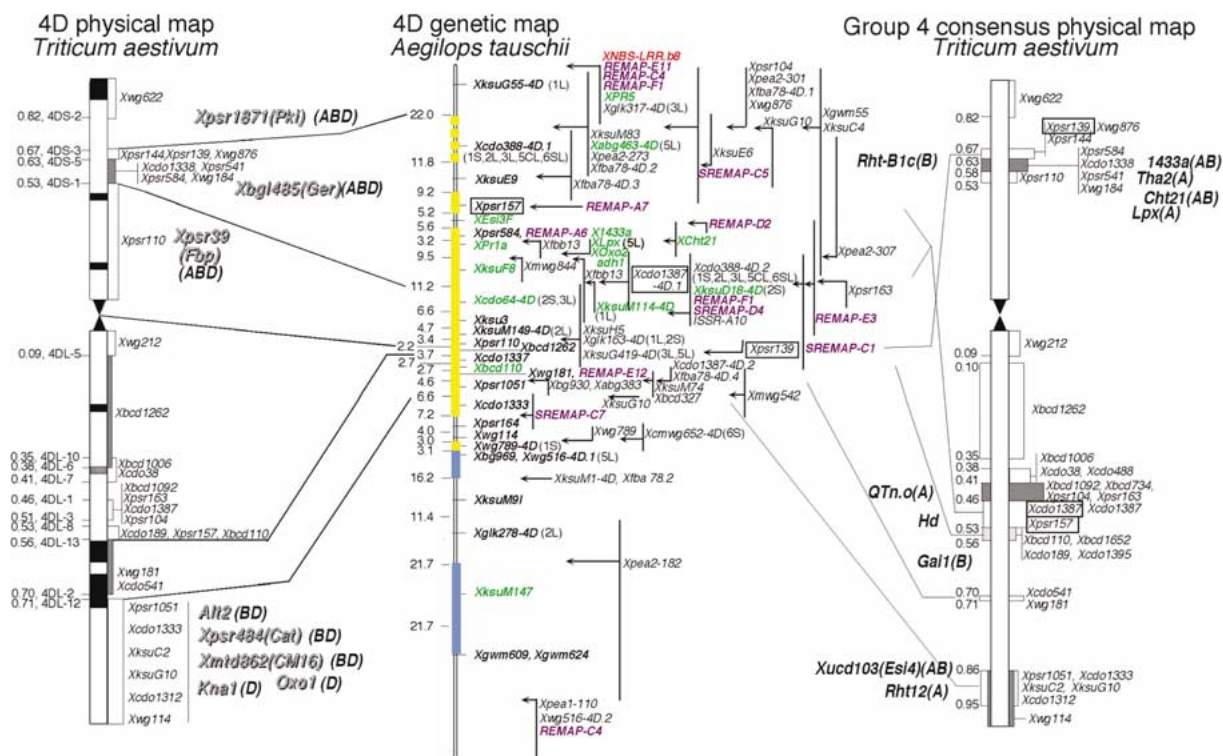 4D physical map
Triticum aestivum
Xwg622
0.82, 4DS-2
Xpsr1871(Pki) (ABD)
0.67, 4DS-3
0.63, 4DS-5
Xpsr144,Xpsr139, Xwg876
Xcdo1338, Xpsr541
Xpsr584, Xwg184
0.53, 4DS-1
Xbgl485(Ger)(ABD)
Xpsr110
Xpsr39
(Fbp)
(ABD)
Xwg212
0.09, 4DL-5
Xbcd1262
0.35, 4DL-10
0.38, 4DL-6
0.41, 4DL-7
Xbcd1006
Xcdo38
Xbcd1092
0.46, 4DL-1
Xpsr163
Xcdo1387
0.51, 4DL-3
Xpsr104
0.53, 4DL-8
Xcdo189, Xpsr157, Xbcd110
0.56, 4DL-13
Xwg181
Xcdo541
0.70, 4DL-2
0.71, 4DL-12
Xpsr1051
Xcdo1333
XksuC2
XksuG10
Xcdo1312
Xwg114
Alt2 (BD)
Xpsr484(Cat) (BD)
Xmtd862(CM16) (BD)
Kna1 (D)
Oxo1 (D)
4D genetic map
Aegilops tauschii
XksuG55-4D (1L)
22.0
Xcdo388-4D.1
(1S,2L,3L,5CL,6SL)
11.8
XksuE9
9.2
Xpsr157
5.2
XEsi3F
5.6
Xpsr584, REMAP-A6
3.2
XPr1a
9.5
XksuF8
11.2
Xcdo64-4D (2S,3L)
6.6
Xksu3
4.7
XksuM149-4D(2L)
3.4
Xpsr110
2.2
Xbcd1262
3.7
Xcdo1337
2.7
Xbcd110
2.7
Xwg181, REMAP-E12
4.6
Xpsr1051
6.6
Xcdo1333
7.2
SREMAP-C7
Xpsr164
4.0
Xwg114
3.0
Xwg789-4D(1S)
3.1
Xbg969, Xwg516-4D.1(5L)
16.2
XksuM1-4D, Xfba 78.2
XksuM9I
11.4
Xglk278-4D (2L)
21.7
XksuM147
21.7
Xgwm609, Xgwm624
XNBS-LRR.b8
REMAP-E11
REMAP-C4
REMAP-F1
XPR5
Xglk317-4D(3L)
XksuM83
Xabg463-4D(5L)
Xpea2-273
Xfba78-4D.2
Xfba78-4D.3
REMAP-A7
X1433a
XLpx (5L)
XOxo2
adh1
Xfbb13
Xmwg844
Xfbb13
XksuM114-4D
(1L)
XksuH5
Xglk163-4D(1L,2S)
XksuG419-4D(3L,5L)
Xpsr104
Xpea2-301
Xfba78-4D.1
Xwg876
XksuG10
XksuE6
SREMAP-C5
REMAP-D2
XCht21
Xcdo1387
-4D.1
Xcdo388-4D.2
(1S,2L,3L,5CL,6SL)
XksuD18-4D(2S)
REMAP-F1
SREMAP-D4
ISSR-A10
Xgwm55
XksuC4
Xpea2-307
Xpsr163
REMAP-E3
Xpsr139
SREMAP-C1
Xcdo1387-4D.2
Xfba78-4D.4
Xbg930, Xabg383
XksuM74
Xbcd327
XksuG10
Xmwg542
Xwg789
Xcmwg652-4D(6S)
Xpea2-182
Xpea1-110
Xwg516-4D.2
REMAP-C4
Group 4 consensus physical map
Triticum aestivum
Xwg622
0.82
Xpsr139
Xwg876
Xpsr144
0.67
0.63
0.58
0.53
Xpsr584
Xcdo1338
Xpsr541
Xwg184
Xpsr110
Rht-B1c(B)
1433a(AB)
Tha2(A)
Cht21(AB)
Lpx(A)
Xwg212
0.09
0.10
Xbcd1262
0.35
0.38
Xbcd1006
Xcdo38, Xcdo488
0.41
Xbcd1092, Xbcd734,
Xpsr104, Xpsr163
0.46
Xcdo1387
Xcdo1387
Xpsr157
0.53
0.56
Xbcd110, Xbcd1652
Xcdo189, Xcdo1395
QTn.o(A)
Hd
Gai1(B)
0.70
0.71
Xcdo541
Xwg181
Xucd103(Esi4)(AB)
Rht12(A)
0.86
0.95
Xpsr1051, Xcdo1333
XksuC2, XksuG10
Xcdo1312
Xwg114